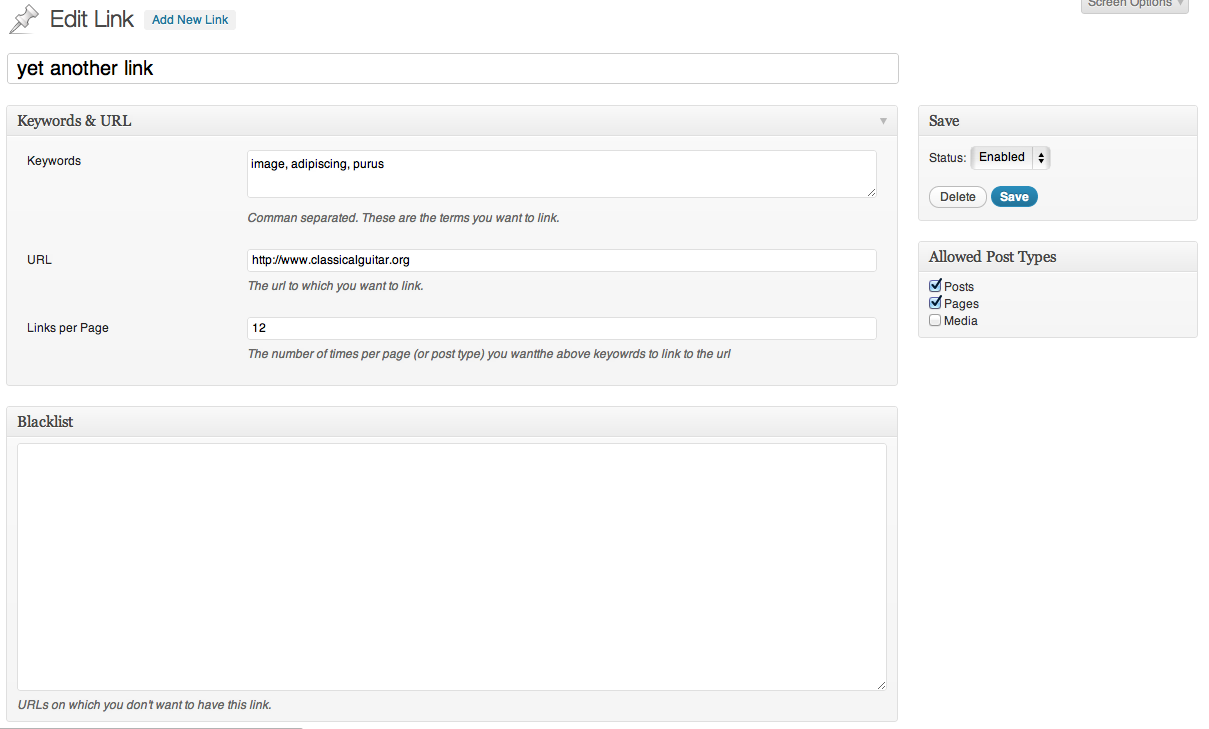 Edit Link Add New Link
Screen Options
yet another link
Keywords & URL
Keywords
image, adipiscing, purus
Comman separated. These are the terms you want to link.
URL
http://www.classicalguitar.org
The url to which you want to link.
Links per Page
12
The number of times per page (or post type) you wantthe above keyowrds to link to the url
Blacklist
URLs on which you don't want to have this link.
Save
Status: Enabled
Delete Save
Allowed Post Types
Posts
Pages
Media